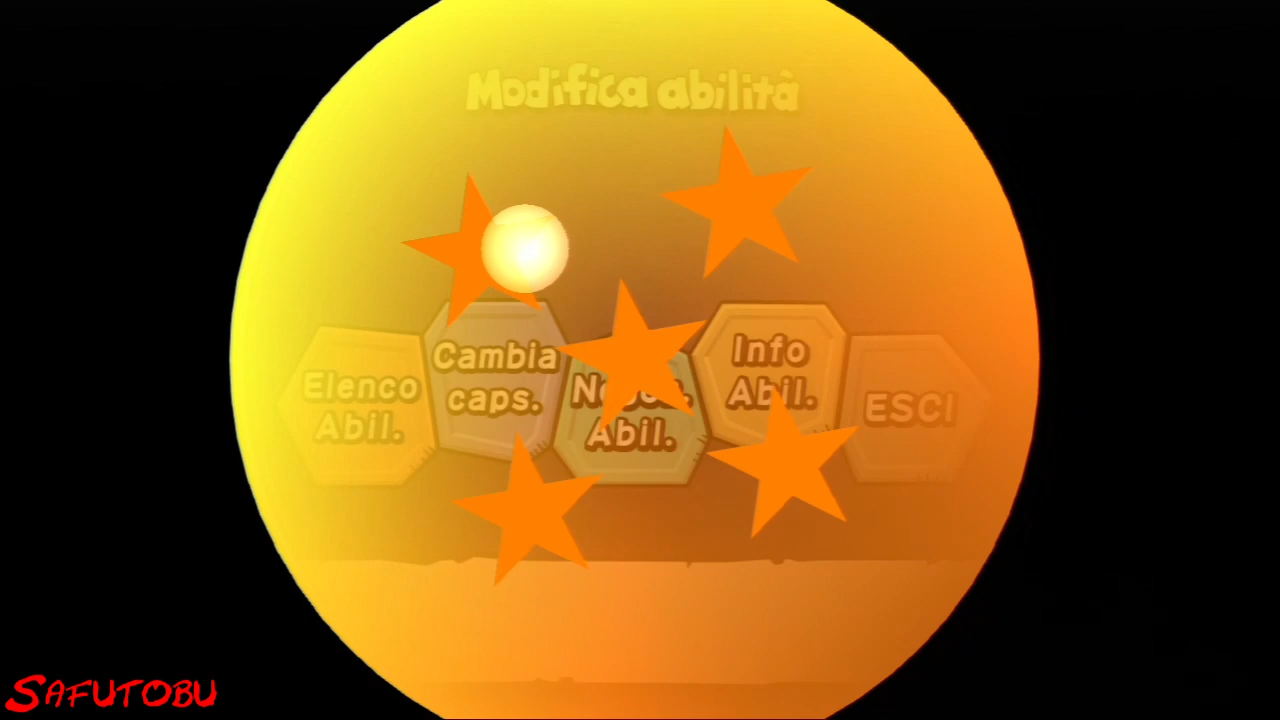 Modifica abilità
Elenco
Abil.
Cambia
caps.
Abil.
Info
Abil.
ESCI
SAFUTOBU